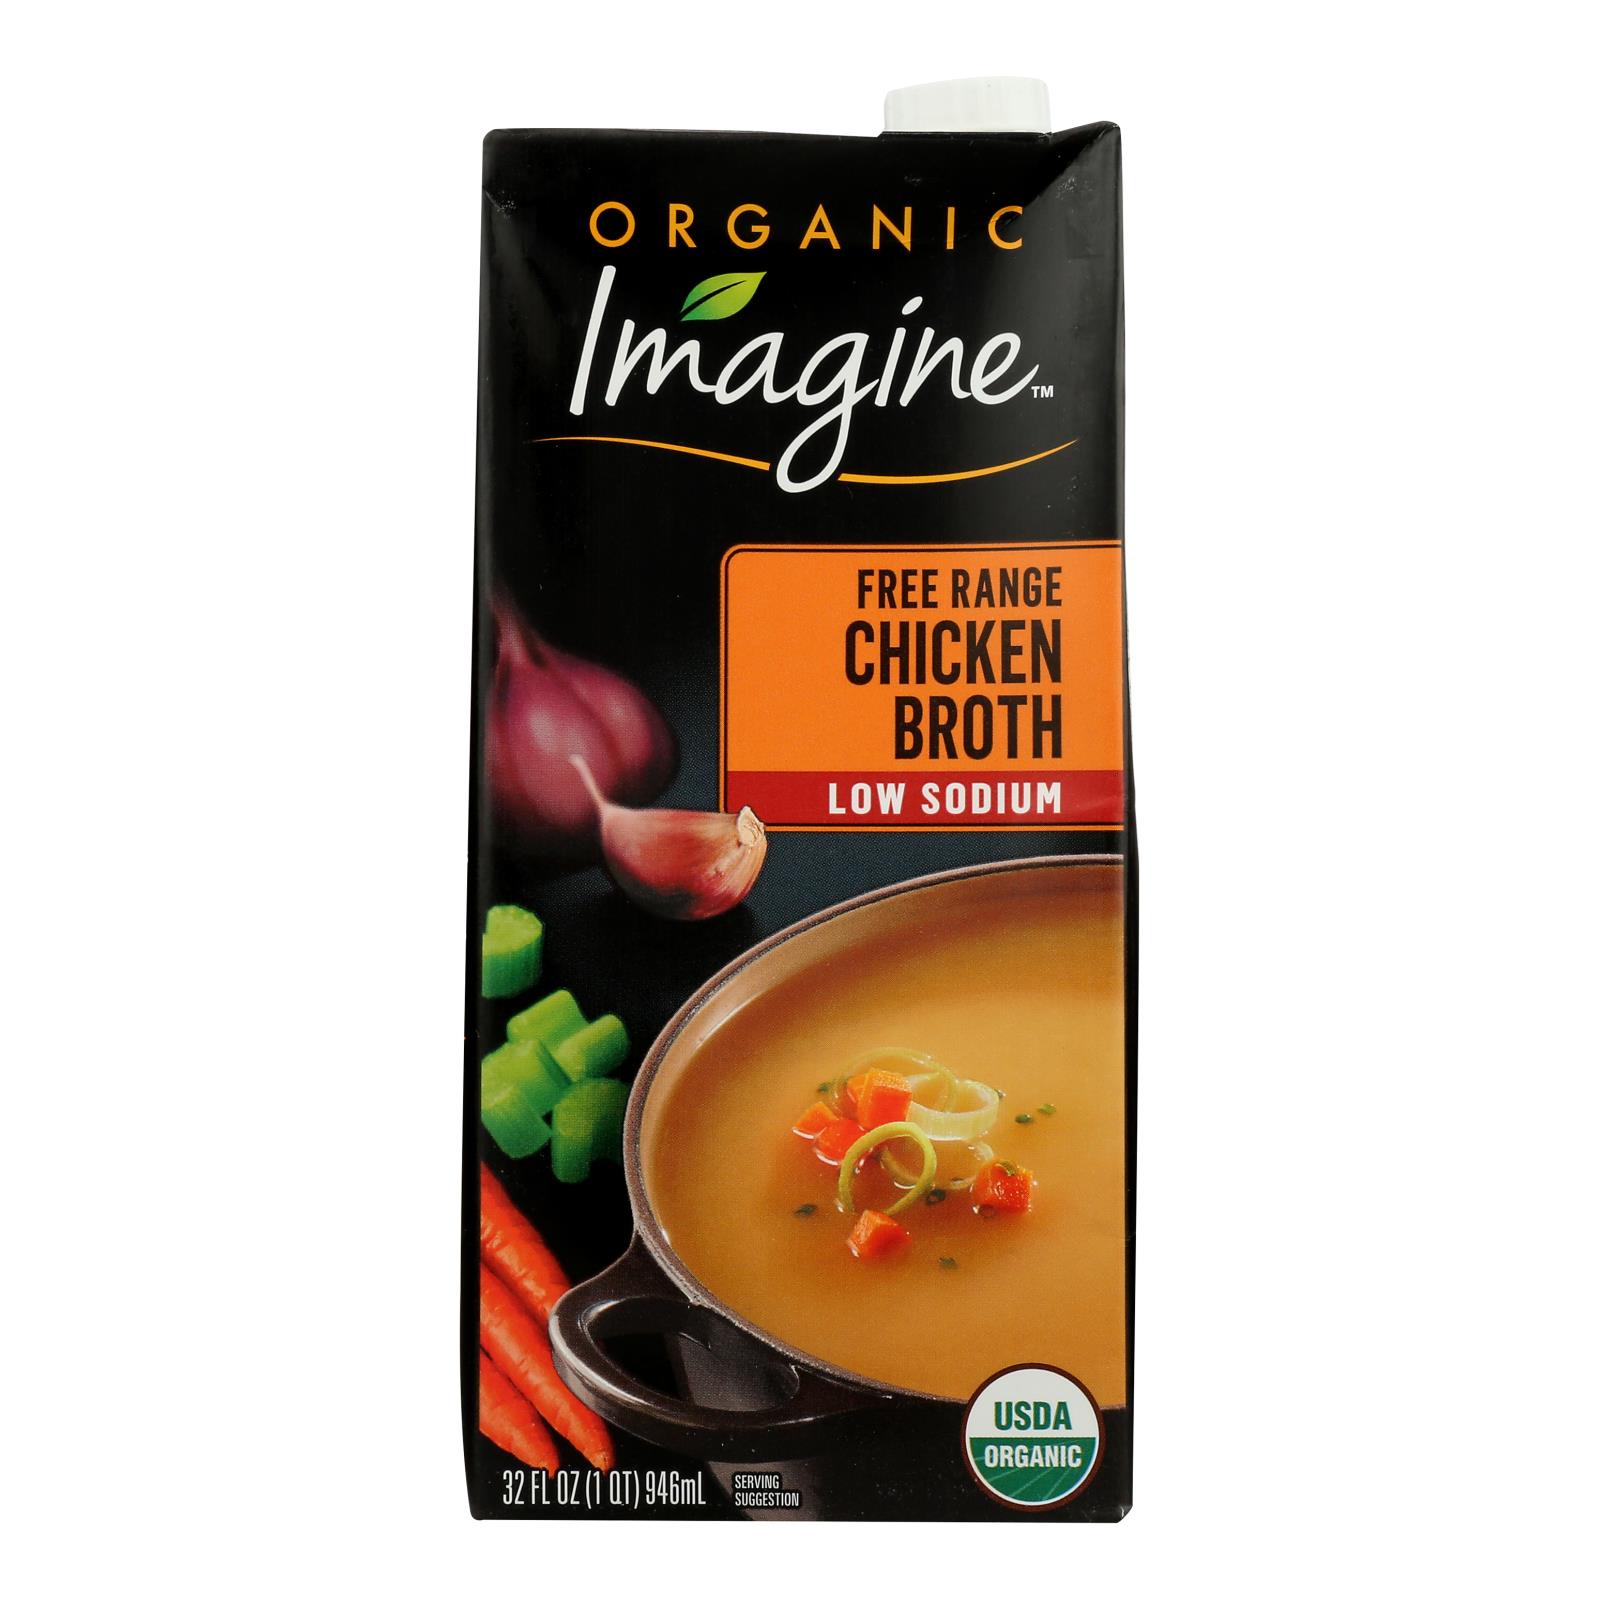 ORGANIC
Imagine™
FREE RANGE
CHICKEN
BROTH
LOW SODIUM
USDA
ORGANIC
32 FL OZ (1 QT) 946mL
SERVING
SUGGESTION